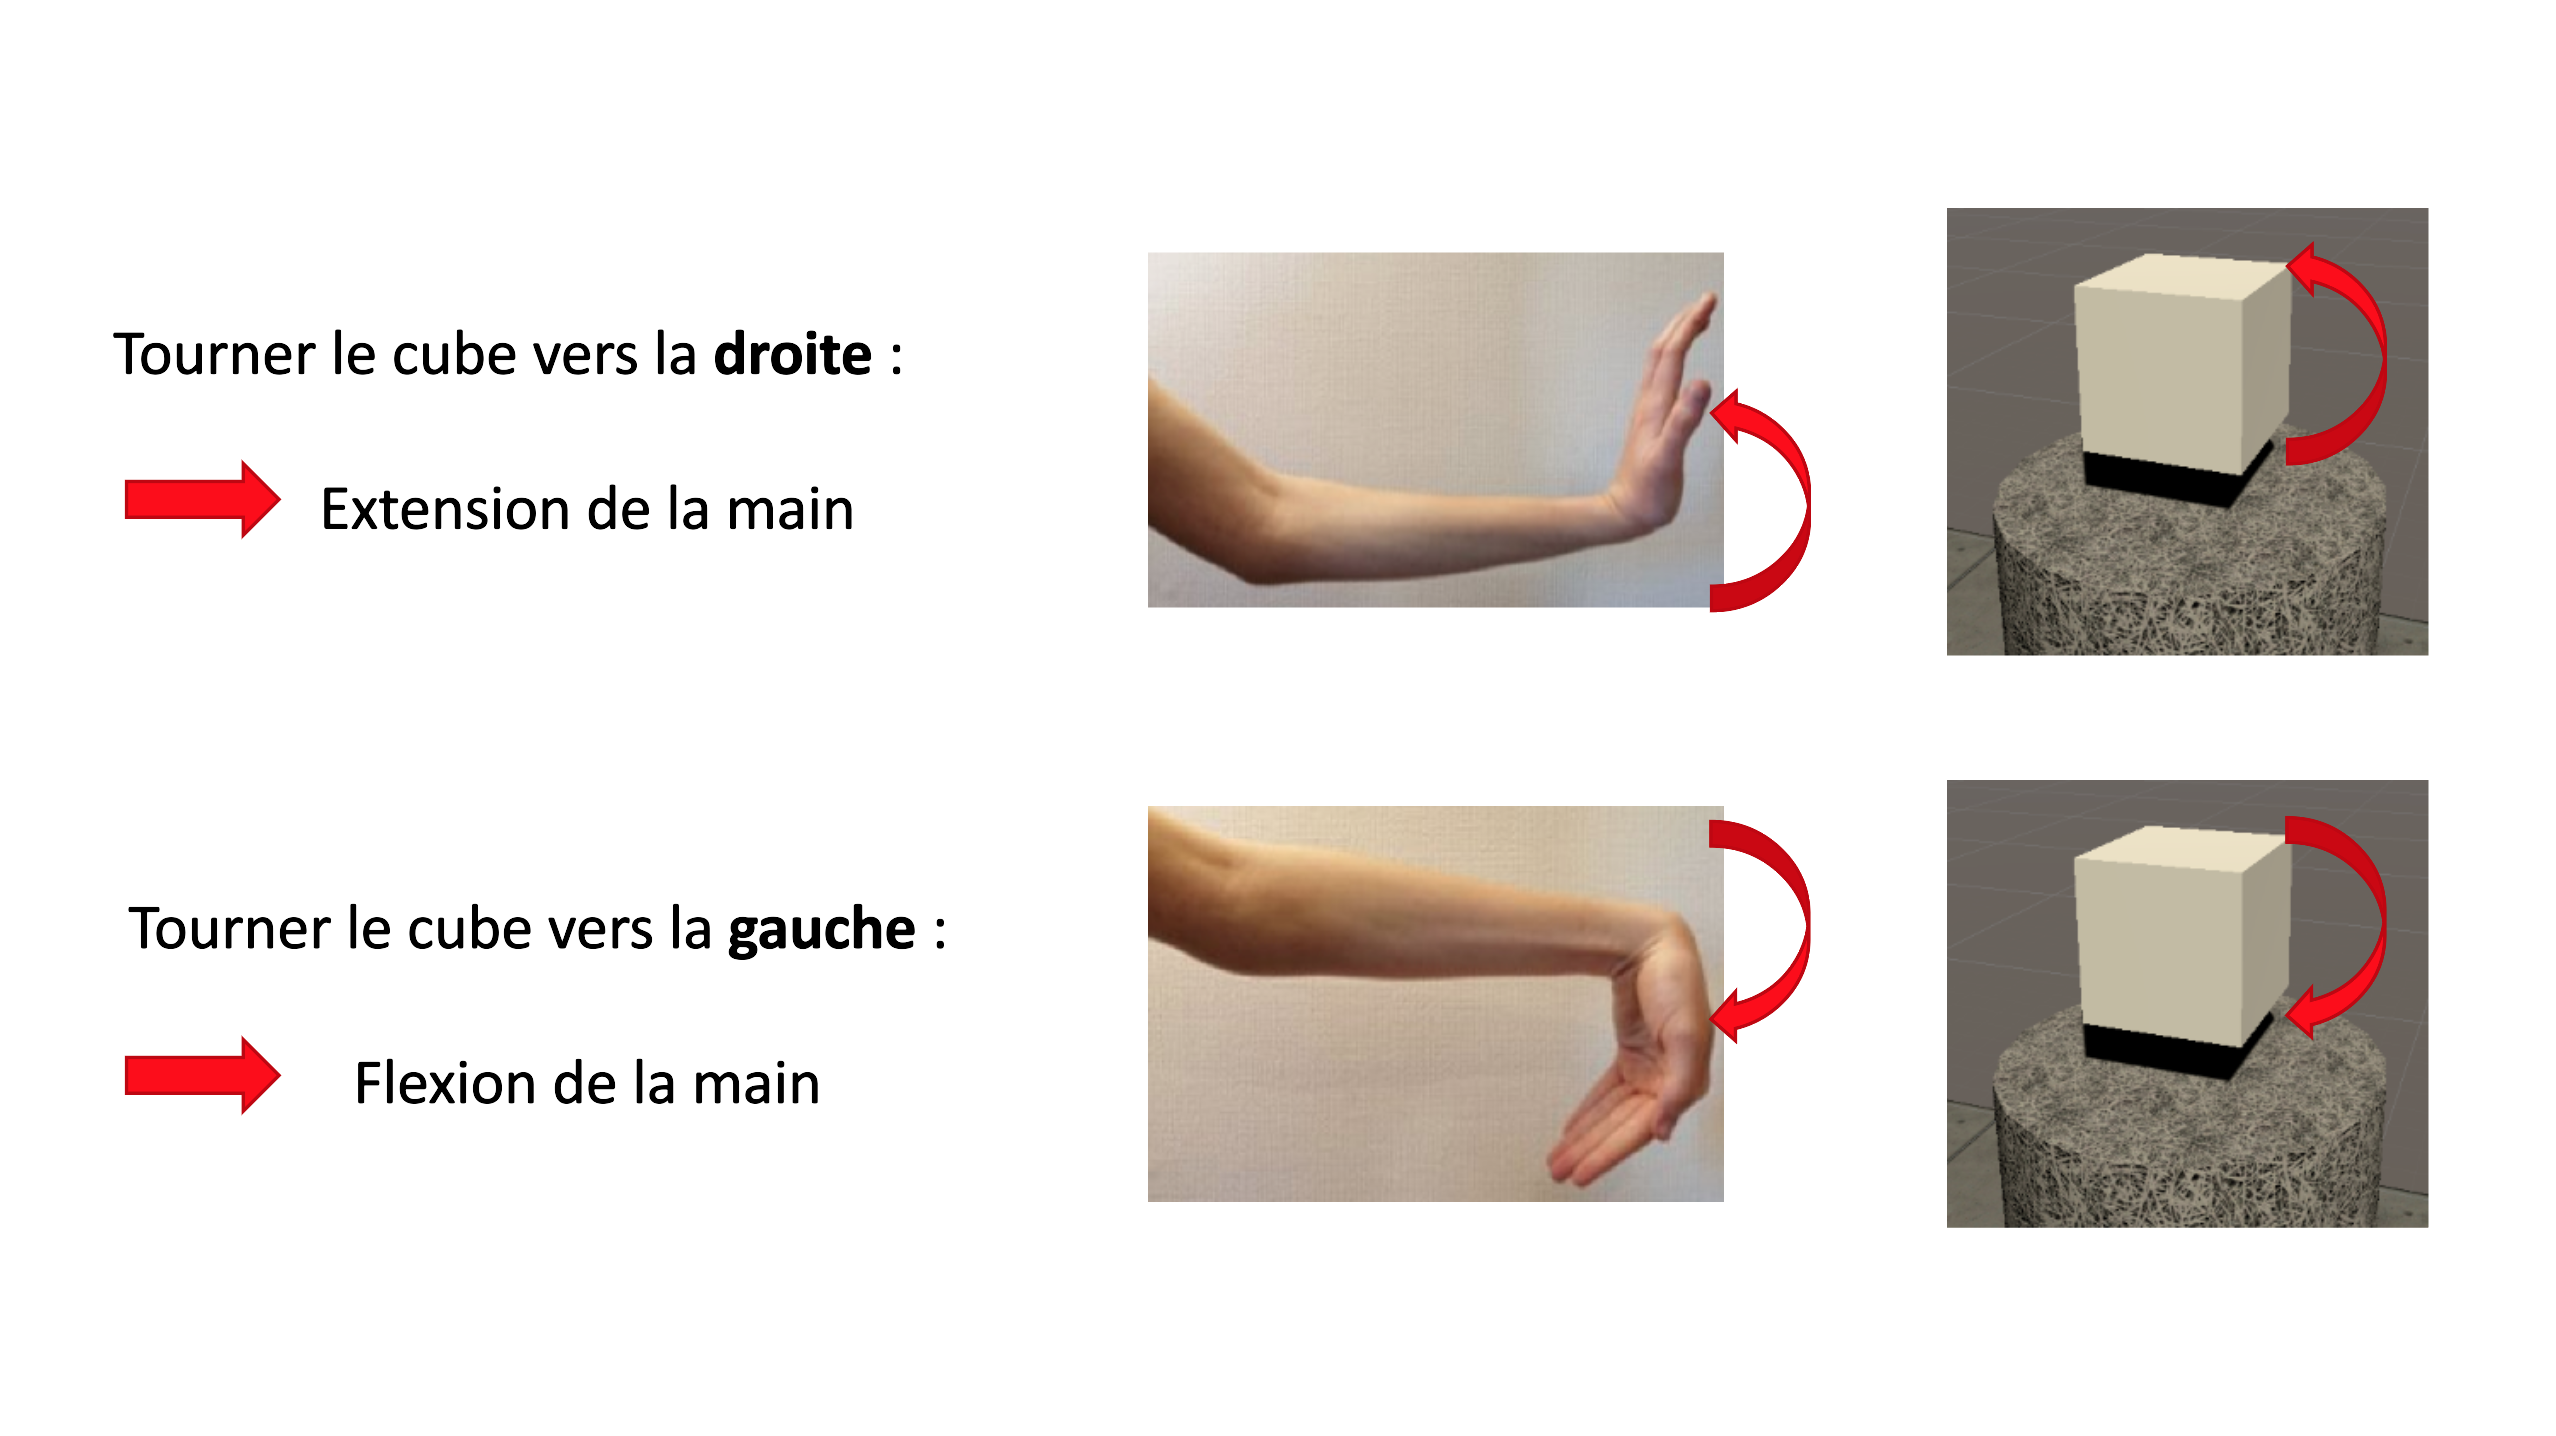 Tourner le cube vers la droite :
Extension de la main
Tourner le cube vers la gauche :
Flexion de la main